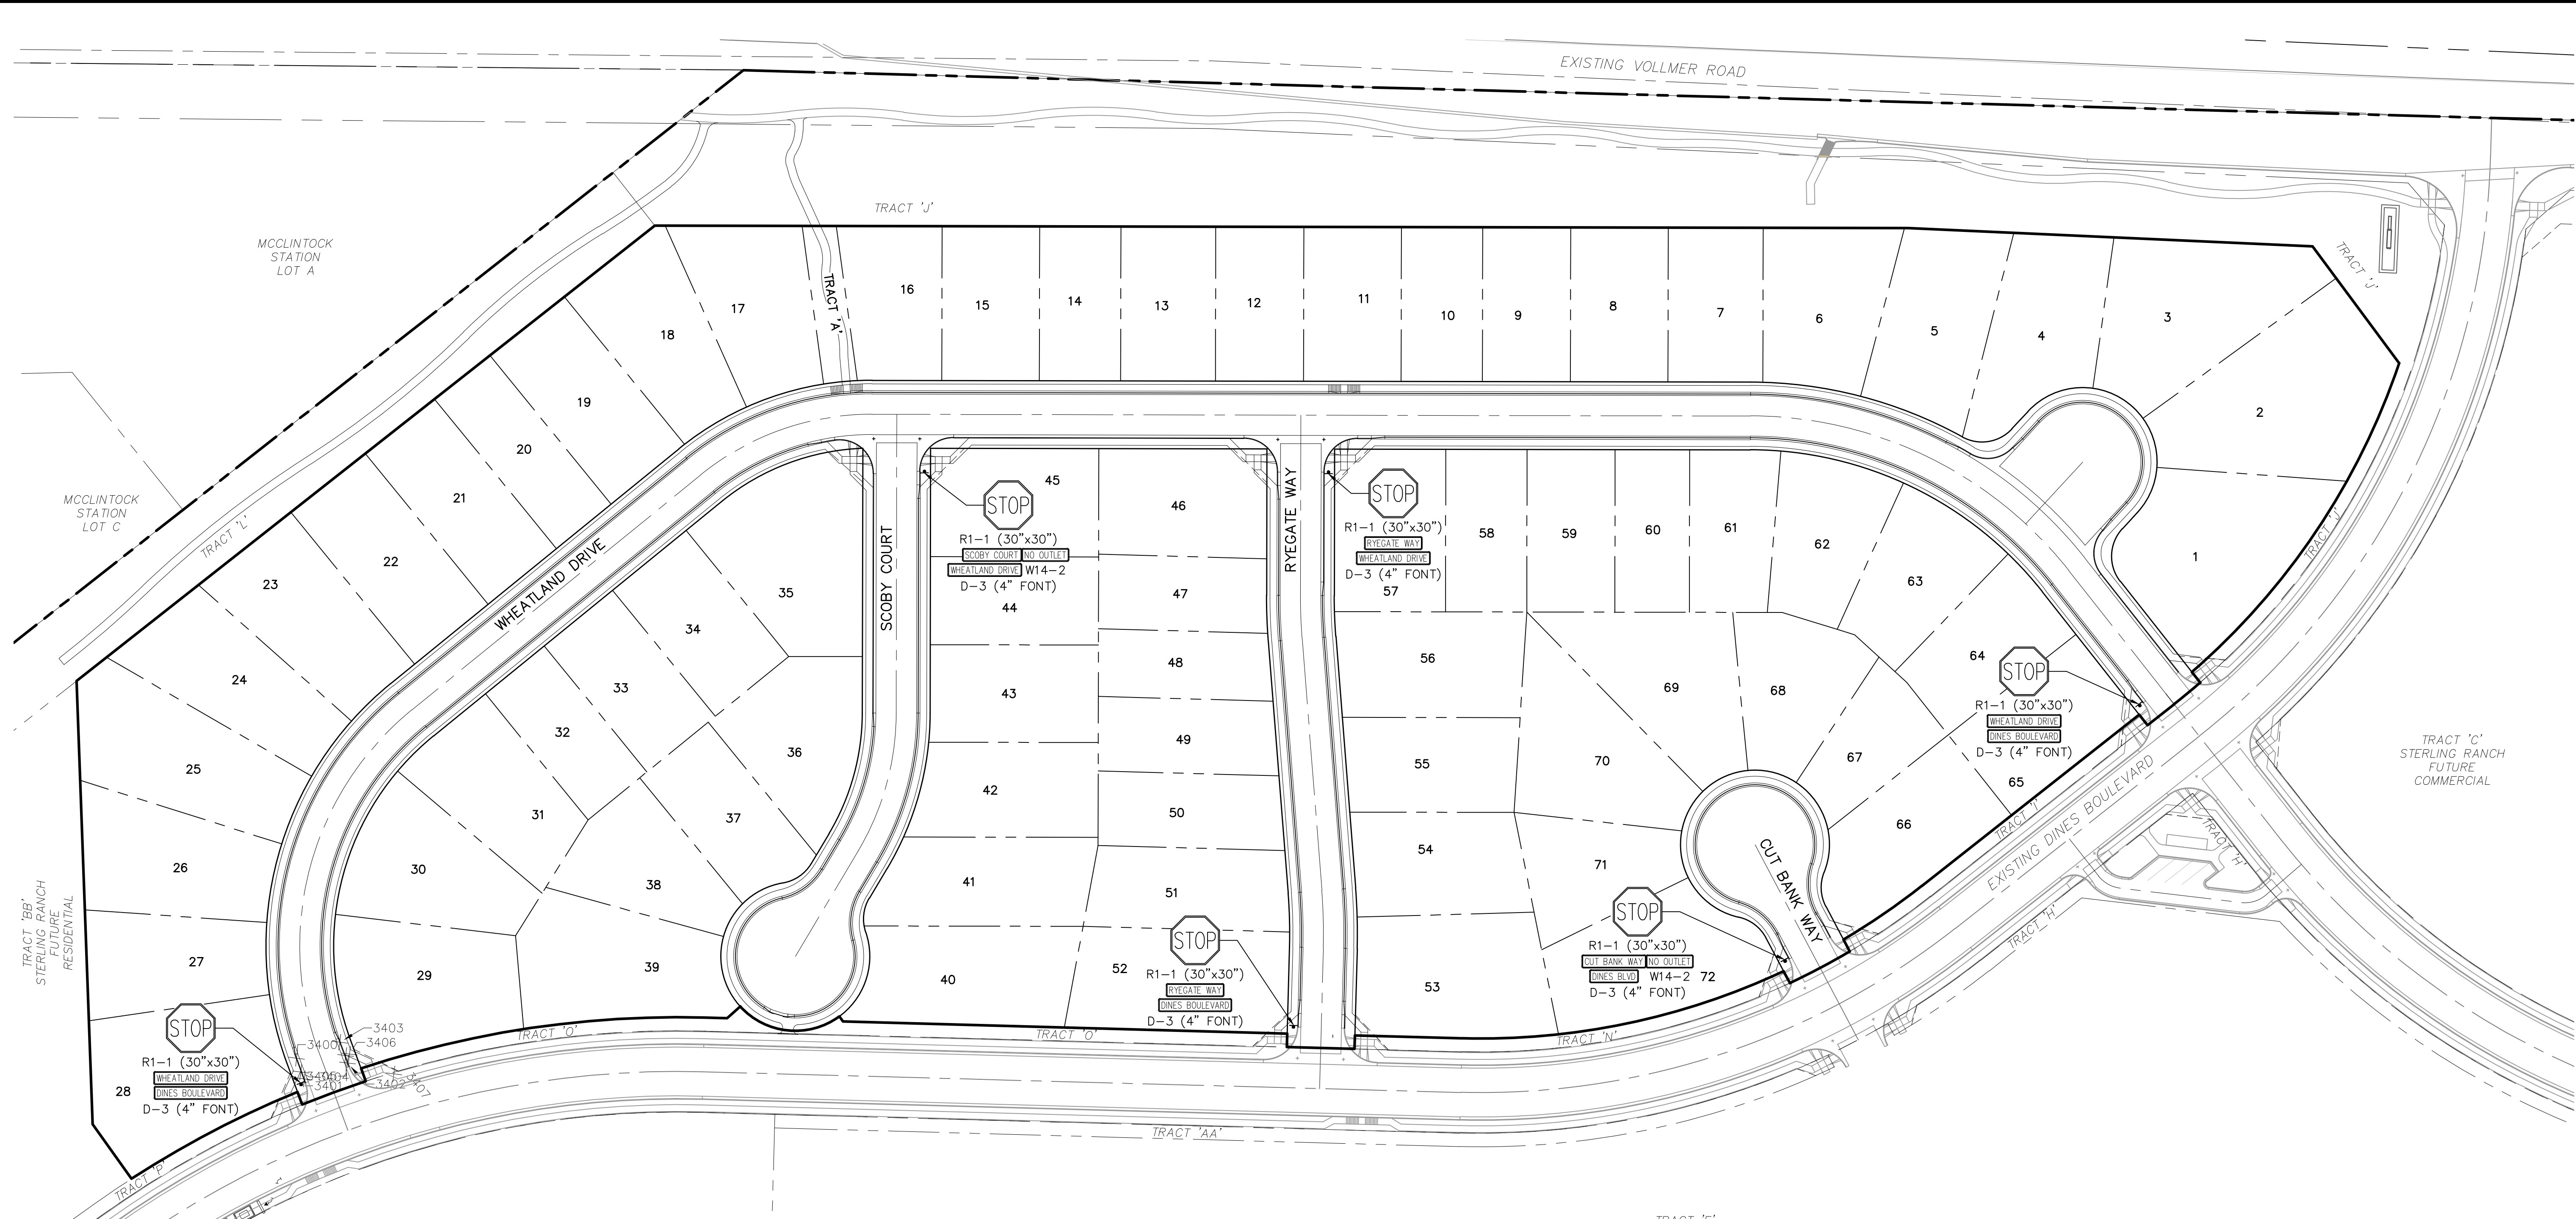 EXISTING VOLLMER ROAD
TRACT 'J'
MCCLINTOCK
STATION
LOT A
TRACT 'J'
TRACT 'A'
17
16
15
14
13
12
11
10
9
8
7
6
5
4
3
2
1
18
19
20
21
22
23
24
25
26
27
28
MCCLINTOCK
STATION
LOT C
TRACT 'L'
WHEATLAND DRIVE
SCOBY COURT
RYEGATE WAY
TRACT 'J'
STOP
R1-1 (30"x30")
SCOBY COURT NO OUTLET
WHEATLAND DRIVE W14-2
D-3 (4" FONT)
STOP
R1-1 (30"x30")
RYEGATE WAY
WHEATLAND DRIVE
D-3 (4" FONT)
45
46
47
44
48
43
49
42
50
41
51
40
52
35
34
33
32
31
30
29
36
37
38
39
57
58
59
60
61
62
63
64
56
55
54
53
69
68
67
70
66
65
71
72
STOP
R1-1 (30"x30")
WHEATLAND DRIVE
DINES BOULEVARD
D-3 (4" FONT)
TRACT 'C'
STERLING RANCH
FUTURE
COMMERCIAL
TRACT 'I'
EXISTING DINES BOULEVARD
TRACT 'H'
TRACT 'H'
CUT BANK WAY
STOP
R1-1 (30"x30")
CUT BANK WAY NO OUTLET
DINES BLVD W14-2
D-3 (4" FONT)
STOP
R1-1 (30"x30")
RYEGATE WAY
DINES BOULEVARD
D-3 (4" FONT)
TRACT 'BB'
STERLING RANCH
FUTURE
RESIDENTIAL
STOP
R1-1 (30"x30")
WHEATLAND DRIVE
DINES BOULEVARD
D-3 (4" FONT)
3403
3400
3406
3404
3401
3402
3407
TRACT 'O'
TRACT 'O'
TRACT 'N'
TRACT 'AA'
TRACT 'P'